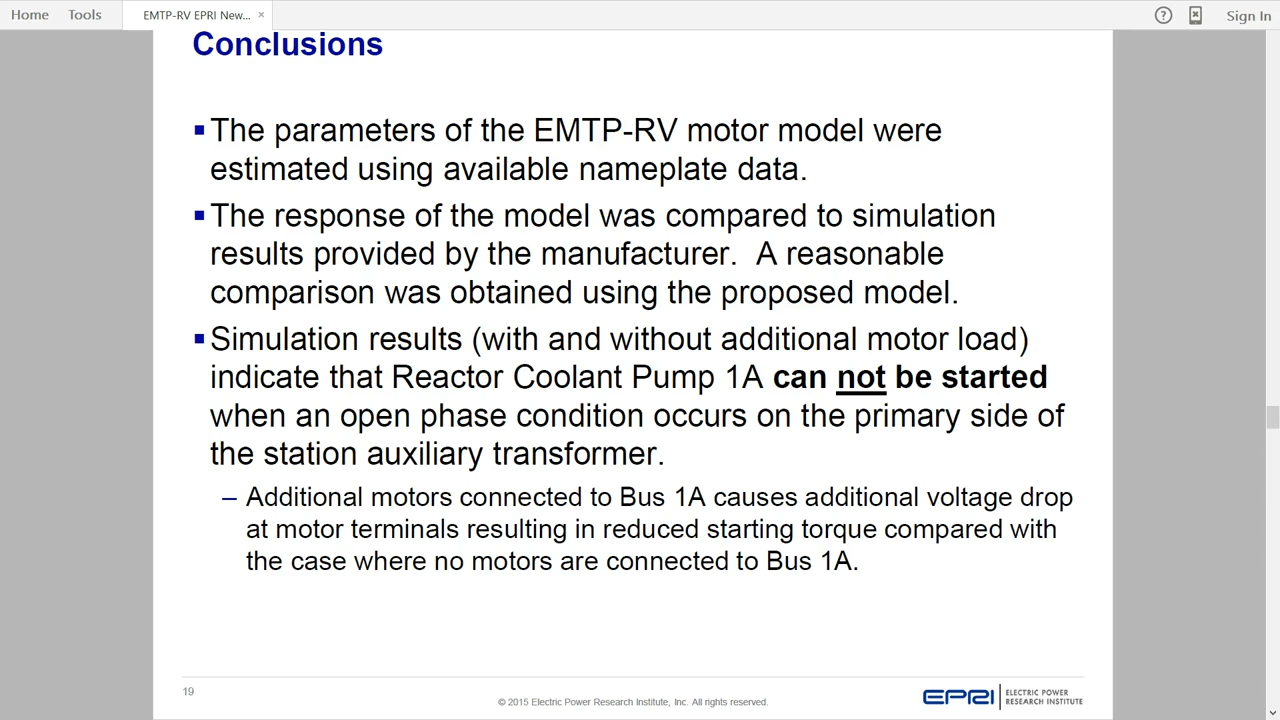 Home Tools EMTP-RV EPRI New... × ? Sign In
Conclusions
▪ The parameters of the EMTP-RV motor model were
estimated using available nameplate data.
▪ The response of the model was compared to simulation
results provided by the manufacturer.  A reasonable
comparison was obtained using the proposed model.
▪ Simulation results (with and without additional motor load)
indicate that Reactor Coolant Pump 1A can not be started
when an open phase condition occurs on the primary side of
the station auxiliary transformer.
– Additional motors connected to Bus 1A causes additional voltage drop
at motor terminals resulting in reduced starting torque compared with
the case where no motors are connected to Bus 1A.
19
© 2015 Electric Power Research Institute, Inc. All rights reserved.
EPRI ELECTRIC POWER
RESEARCH INSTITUTE